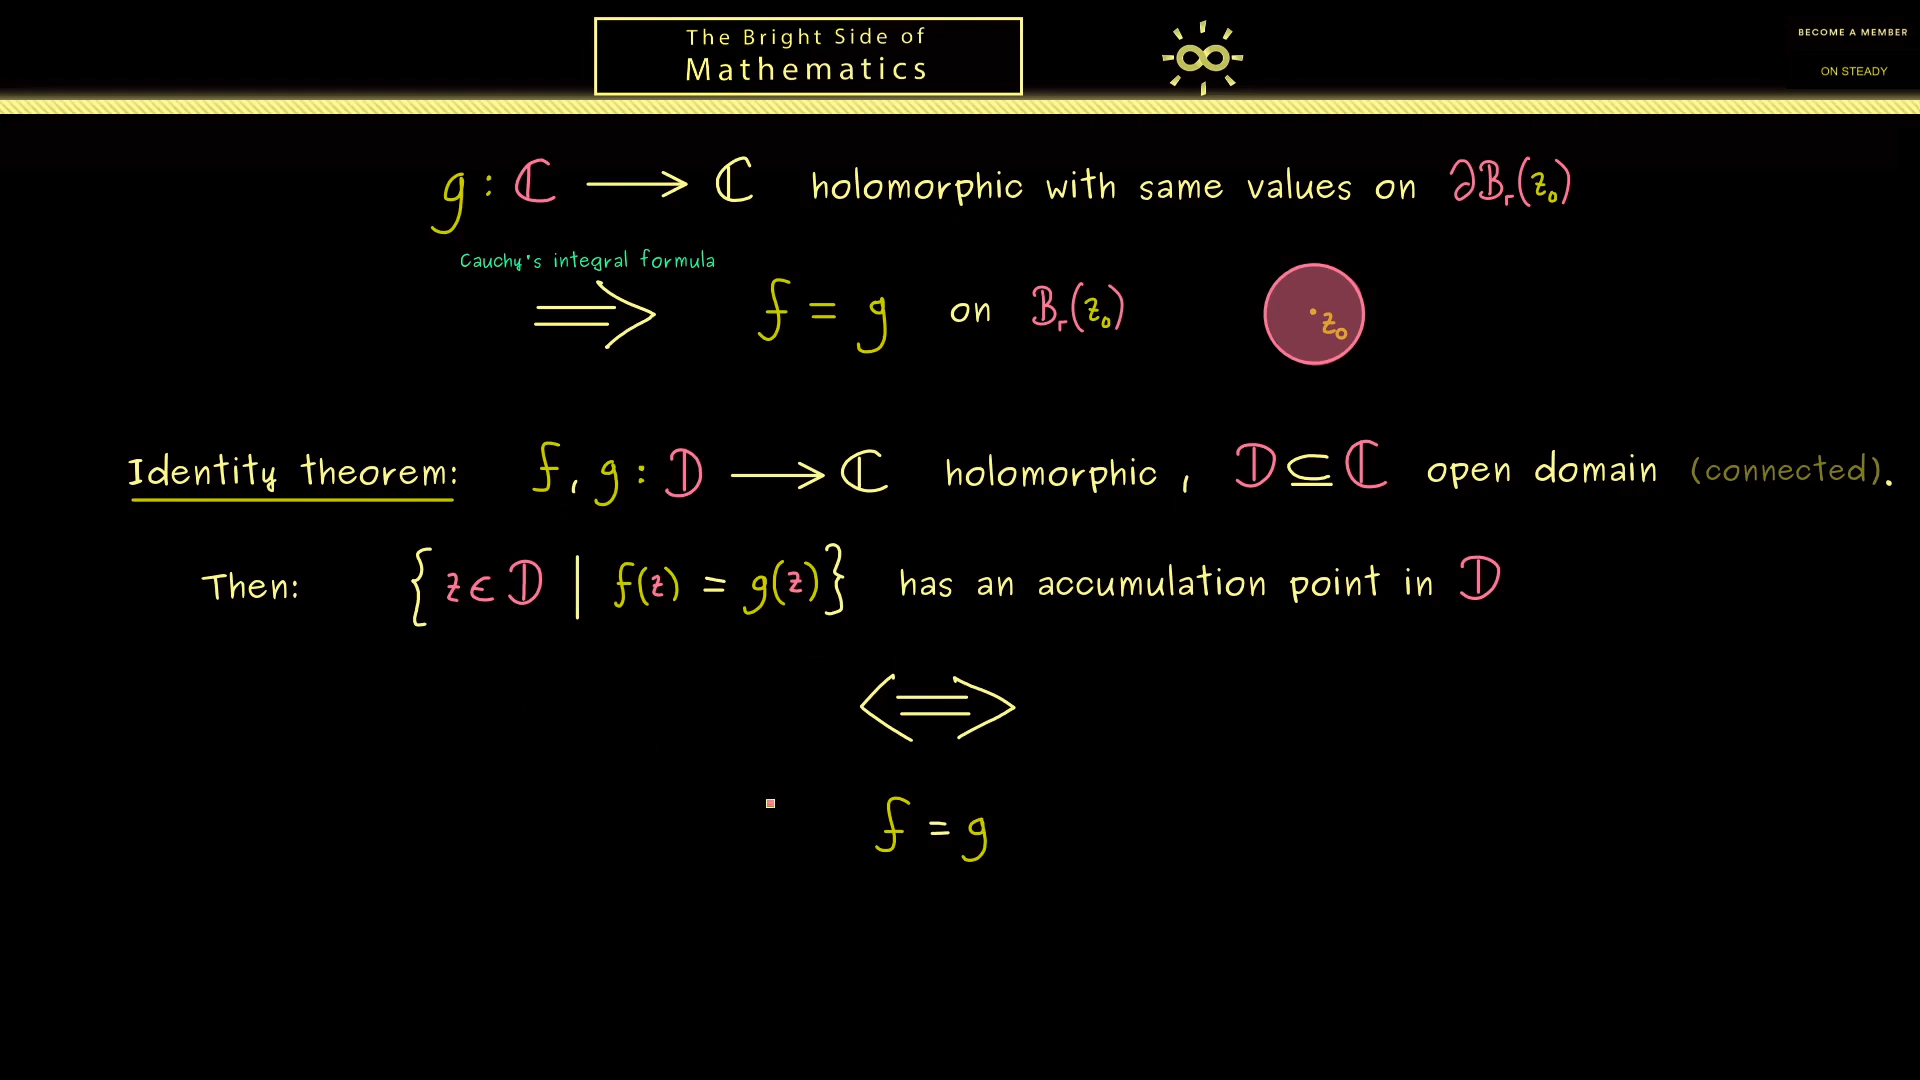 The Bright Side of
Mathematics
BECOME A MEMBER
ON STEADY
g : ℂ ⟶ ℂ holomorphic with same values on ∂B_r(z_0)
Cauchy's integral formula
⟹ f = g on B_r(z_0)
z_0
Identity theorem: f, g : D ⟶ ℂ holomorphic, D ⊆ ℂ open domain (connected).
Then: { z ∈ D | f(z) = g(z) } has an accumulation point in D
⟺
f = g